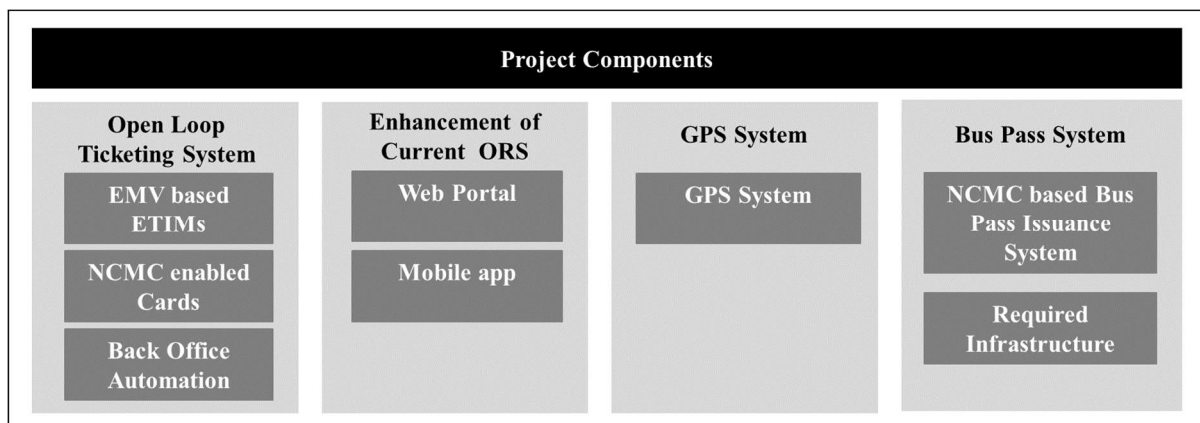 Project Components
Open Loop
Ticketing System
EMV based
ETIMs
NCMC enabled
Cards
Back Office
Automation
Enhancement of
Current ORS
Web Portal
Mobile app
GPS System
GPS System
Bus Pass System
NCMC based Bus
Pass Issuance
System
Required
Infrastructure